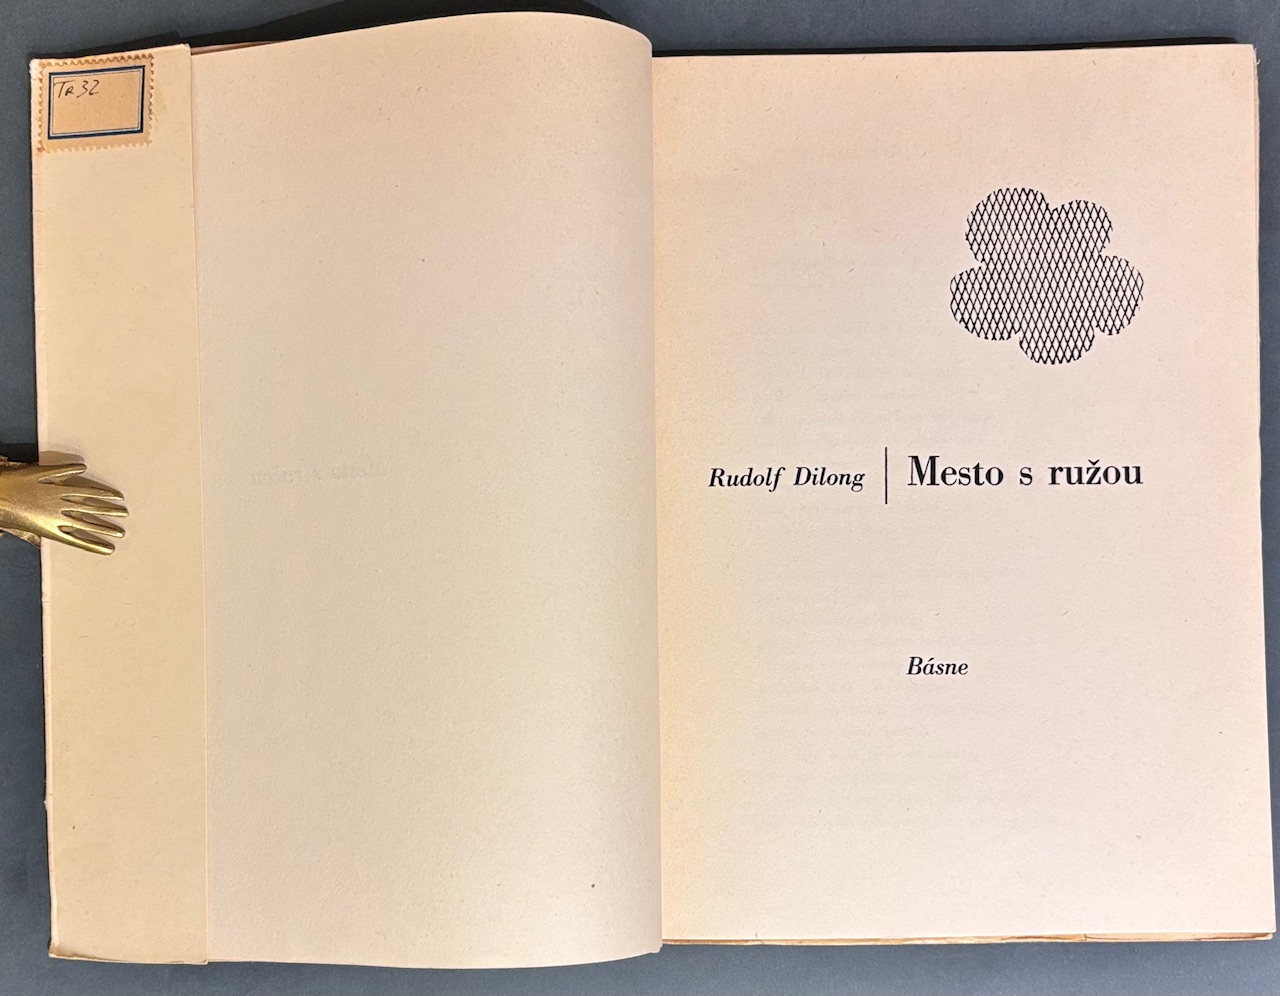 Tr 32
Rudolf Dilong | Mesto s ružou
Básne